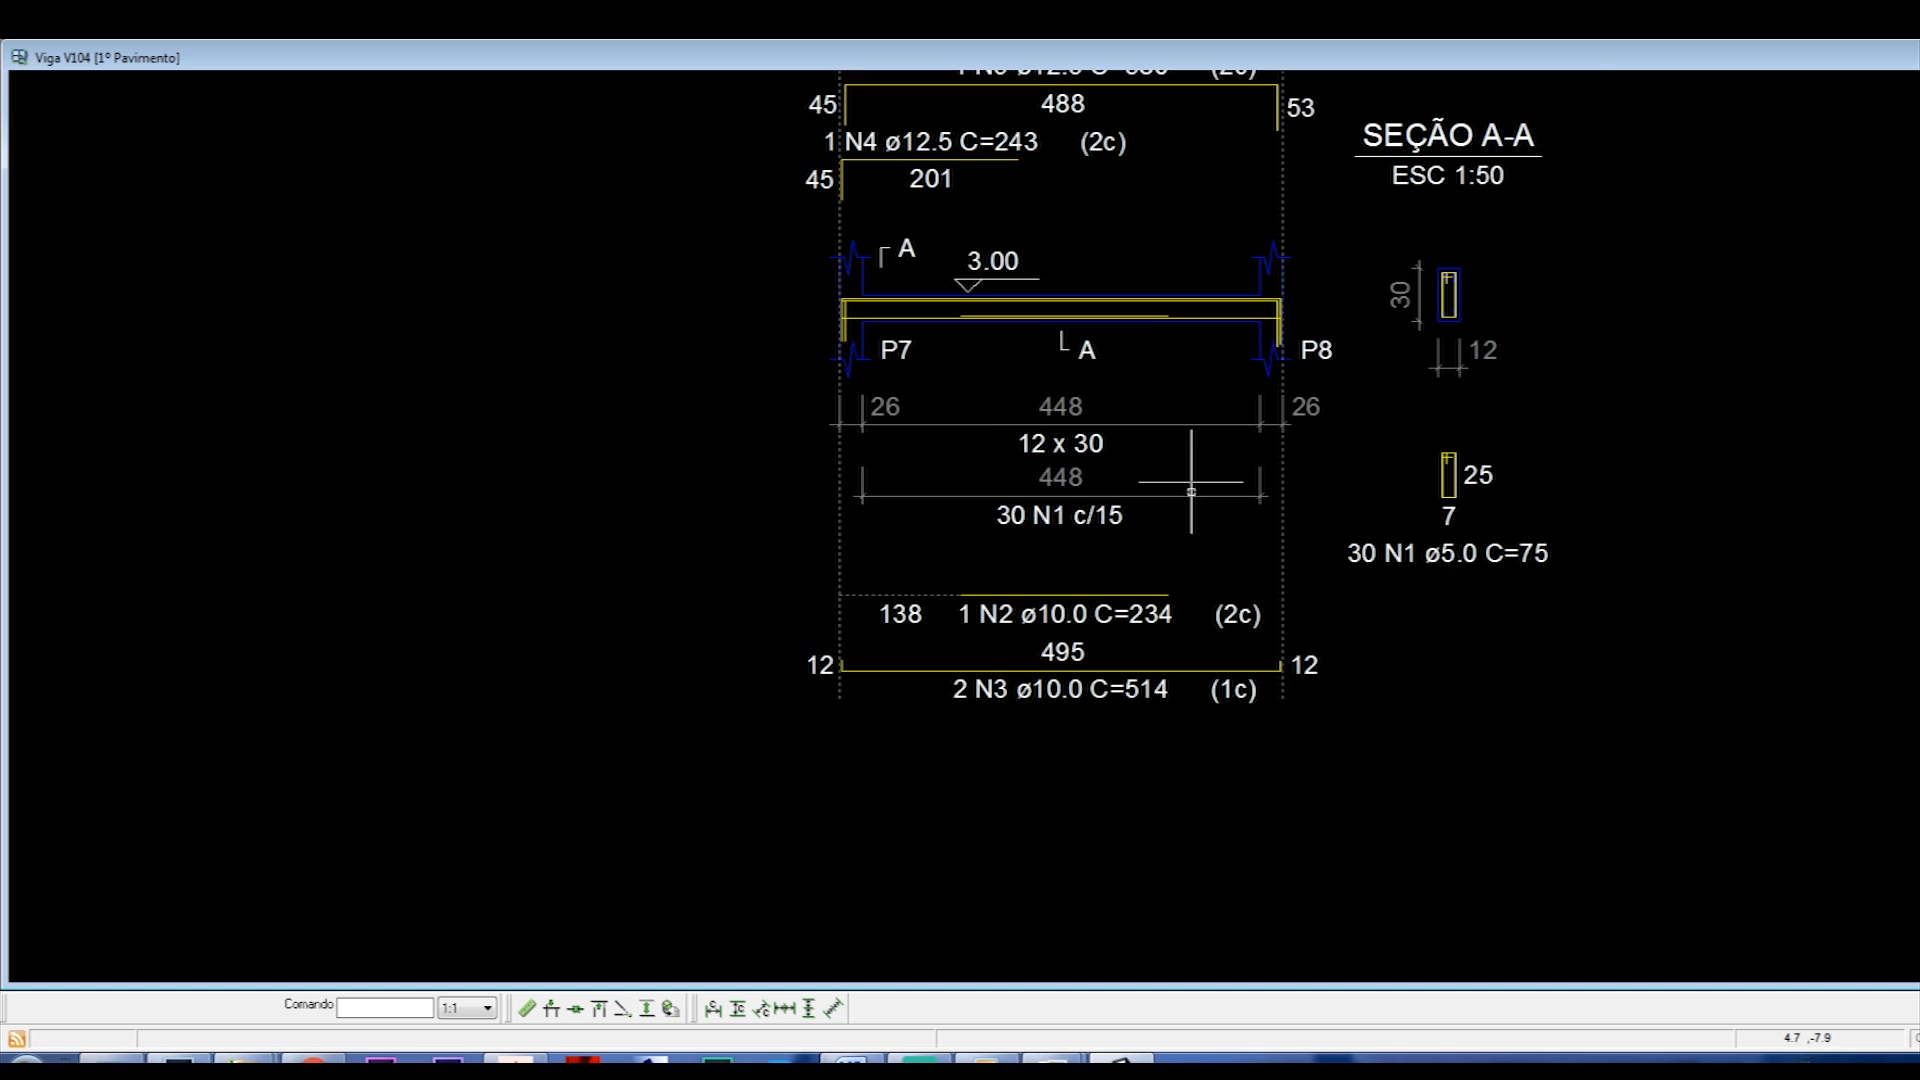 Viga V104 [1º Pavimento]
45 488 53
1 N4 ø12.5 C=243 (2c)
45 201
SEÇÃO A-A
ESC 1:50
A
3.00
30
12
P7 A P8
26 448 26
12 x 30
448
30 N1 c/15
25
7
30 N1 ø5.0 C=75
138 1 N2 ø10.0 C=234 (2c)
12 495 12
2 N3 ø10.0 C=514 (1c)
Comando 1:1
4.7 ,-7.9